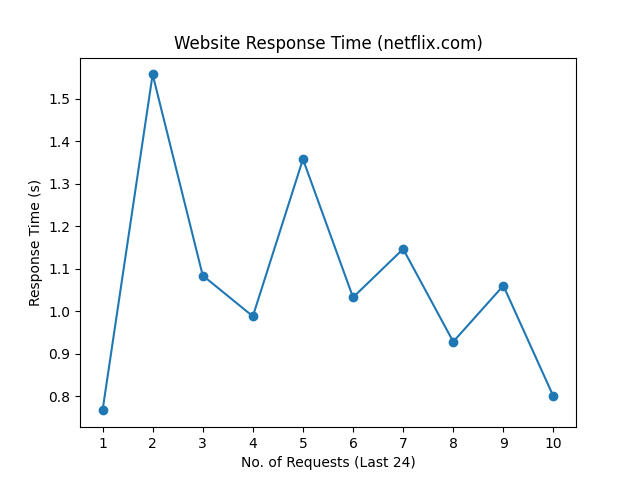 Website Response Time (netflix.com)
1.5
1.4
1.3
1.2
1.1
1.0
0.9
0.8
Response Time (s)
1 2 3 4 5 6 7 8 9 10
No. of Requests (Last 24)